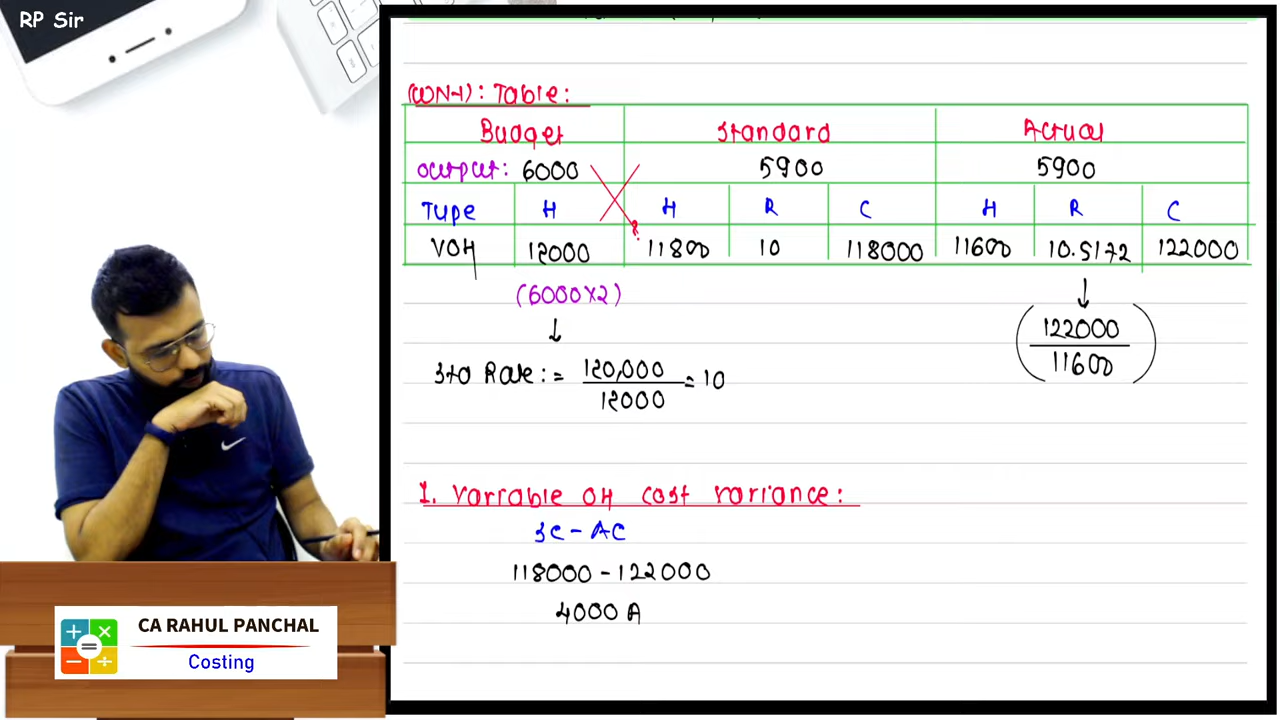 RP Sir
(WN-1): Table:
Budget Standard Actual
output: 6000 5900 5900
Type H H R C H R C
VOH 12000 11800 10 118000 11600 10.5172 122000
(6000×2)
?
↓ ↓
(122000/11600)
Std Rate := 120,000/12000 = 10
1. Variable OH cost variance:
SC - AC
118000 - 122000
4000 A
CA RAHUL PANCHAL
Costing